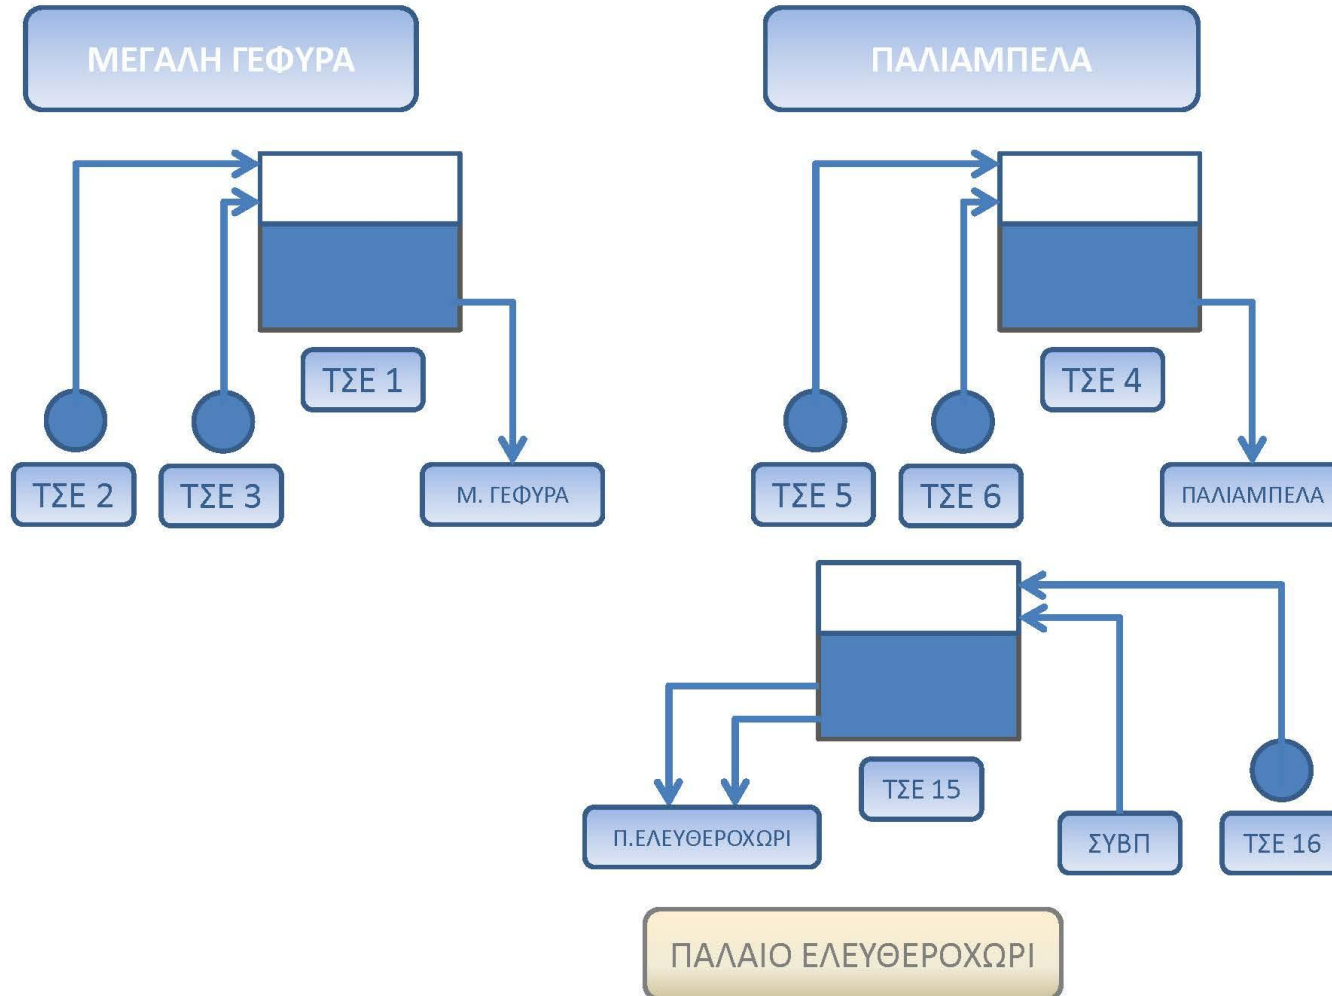 ΜΕΓΑΛΗ ΓΕΦΥΡΑ
ΠΑΛΙΑΜΠΕΛΑ
ΤΣΕ 1
ΤΣΕ 4
ΤΣΕ 2
ΤΣΕ 3
Μ. ΓΕΦΥΡΑ
ΤΣΕ 5
ΤΣΕ 6
ΠΑΛΙΑΜΠΕΛΑ
ΤΣΕ 15
Π.ΕΛΕΥΘΕΡΟΧΩΡΙ
ΣΥΒΠ
ΤΣΕ 16
ΠΑΛΑΙΟ ΕΛΕΥΘΕΡΟΧΩΡΙ